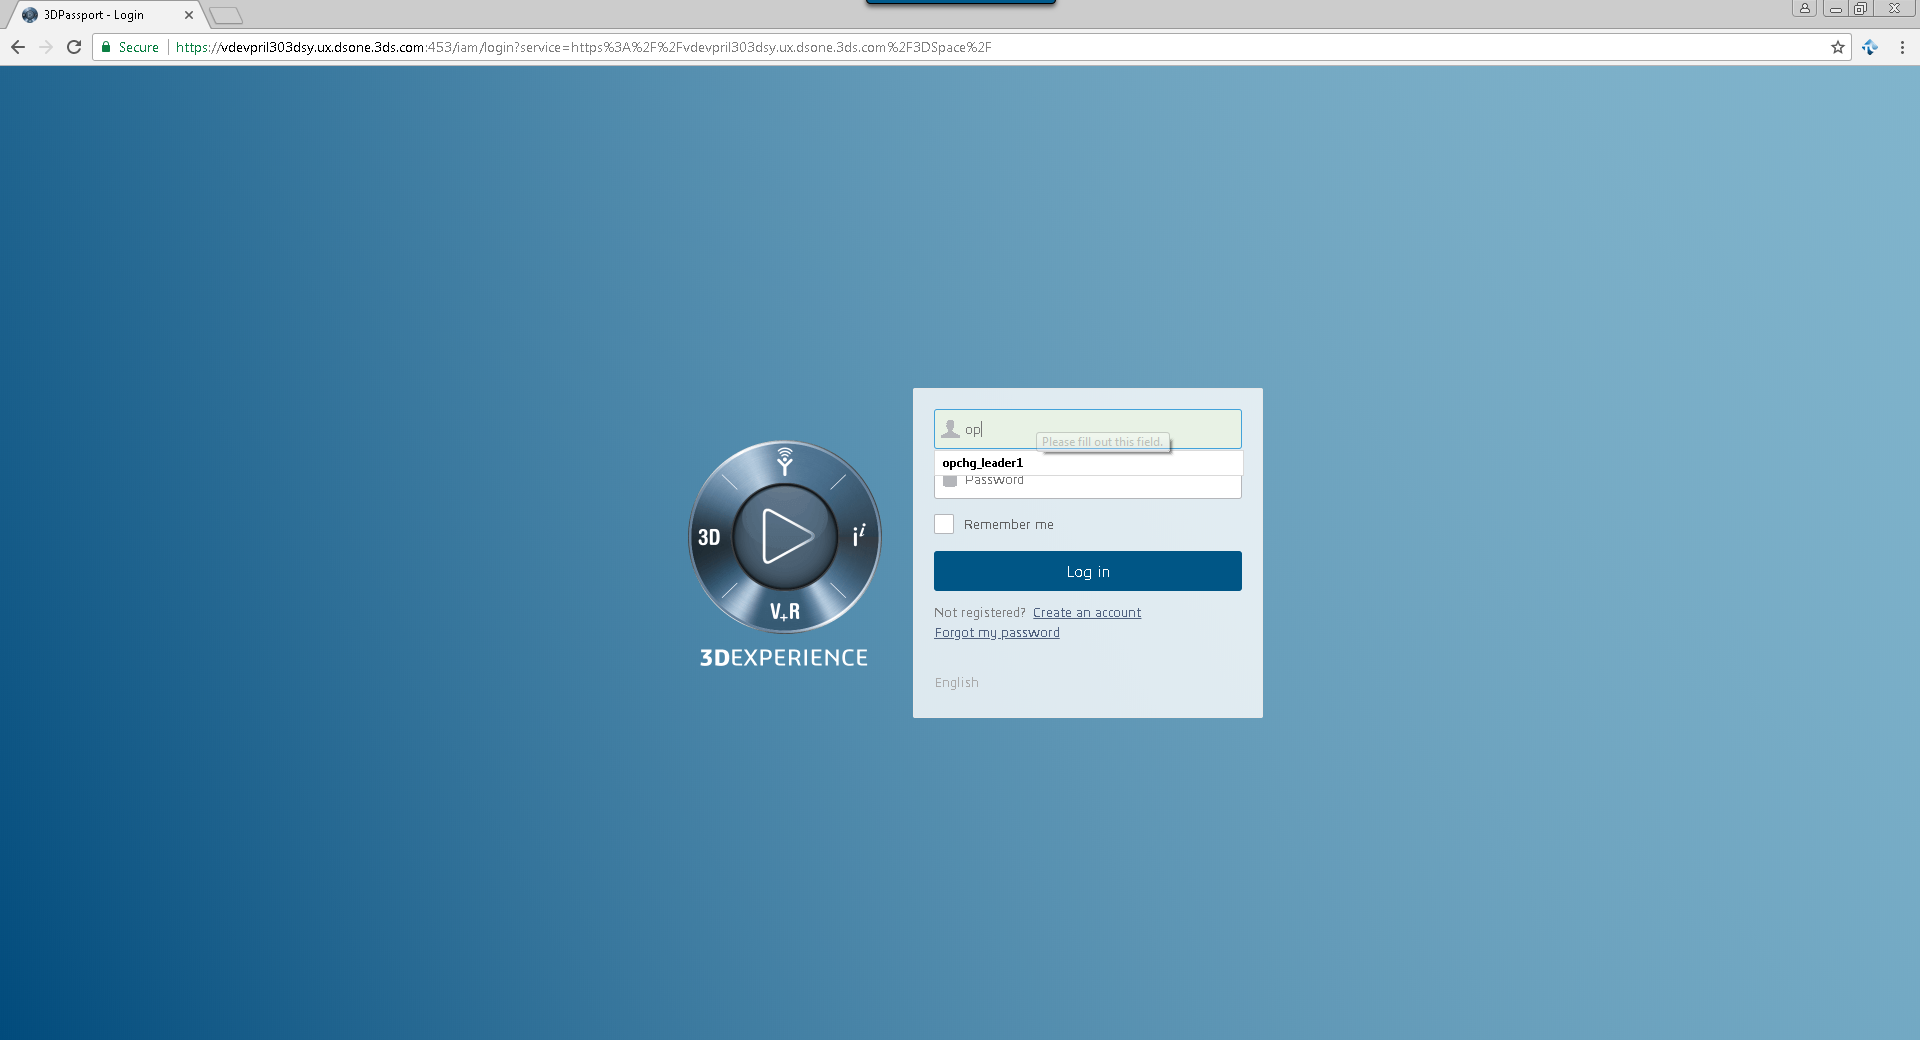 3DPassport - Login
Secure
https://vdevpril303dsy.ux.dsone.3ds.com:453/iam/login?service=https%3A%2F%2Fvdevpril303dsy.ux.dsone.3ds.com%2F3DSpace%2F
op
Please fill out this field.
opchg_leader1
Password
Remember me
Log in
Not registered? Create an account
Forgot my password
English
3D
i i
V+R
3DEXPERIENCE